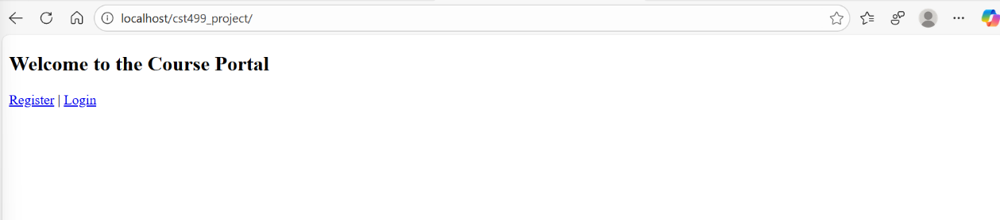 localhost/cst499_project/
Welcome to the Course Portal
Register | Login